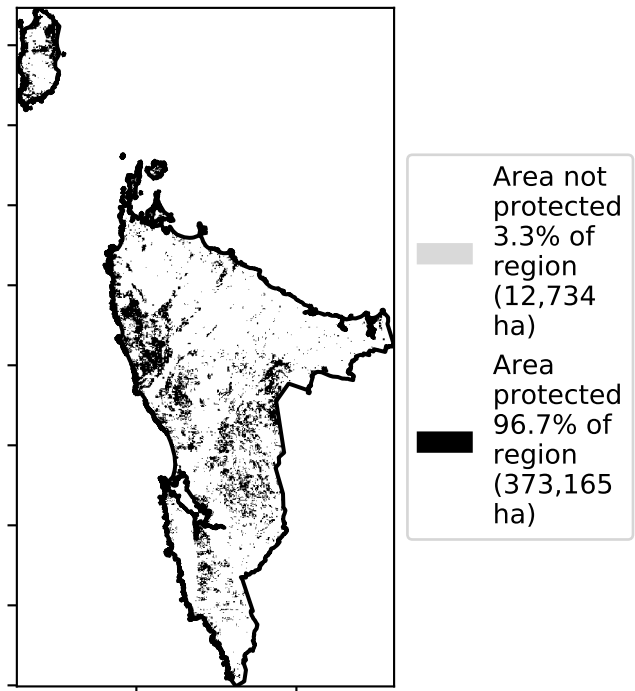 Area not
protected
3.3% of
region
(12,734
ha)
Area
protected
96.7% of
region
(373,165
ha)